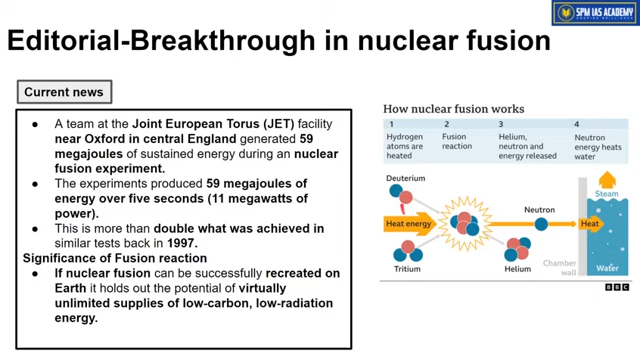 SPM IAS ACADEMY
Editorial-Breakthrough in nuclear fusion
Current news
● A team at the Joint European Torus (JET) facility
near Oxford in central England generated 59
megajoules of sustained energy during an nuclear
fusion experiment.
● The experiments produced 59 megajoules of
energy over five seconds (11 megawatts of
power).
● This is more than double what was achieved in
similar tests back in 1997.
Significance of Fusion reaction
● If nuclear fusion can be successfully recreated on
Earth it holds out the potential of virtually
unlimited supplies of low-carbon, low-radiation
energy.
How nuclear fusion works
1
Hydrogen
atoms are
heated
2
Fusion
reaction
3
Helium,
neutron and
energy released
4
Neutron
energy heats
water
Deuterium
Heat energy
Tritium
Neutron
Helium
Steam
Heat
Chamber
wall
Water
BBC